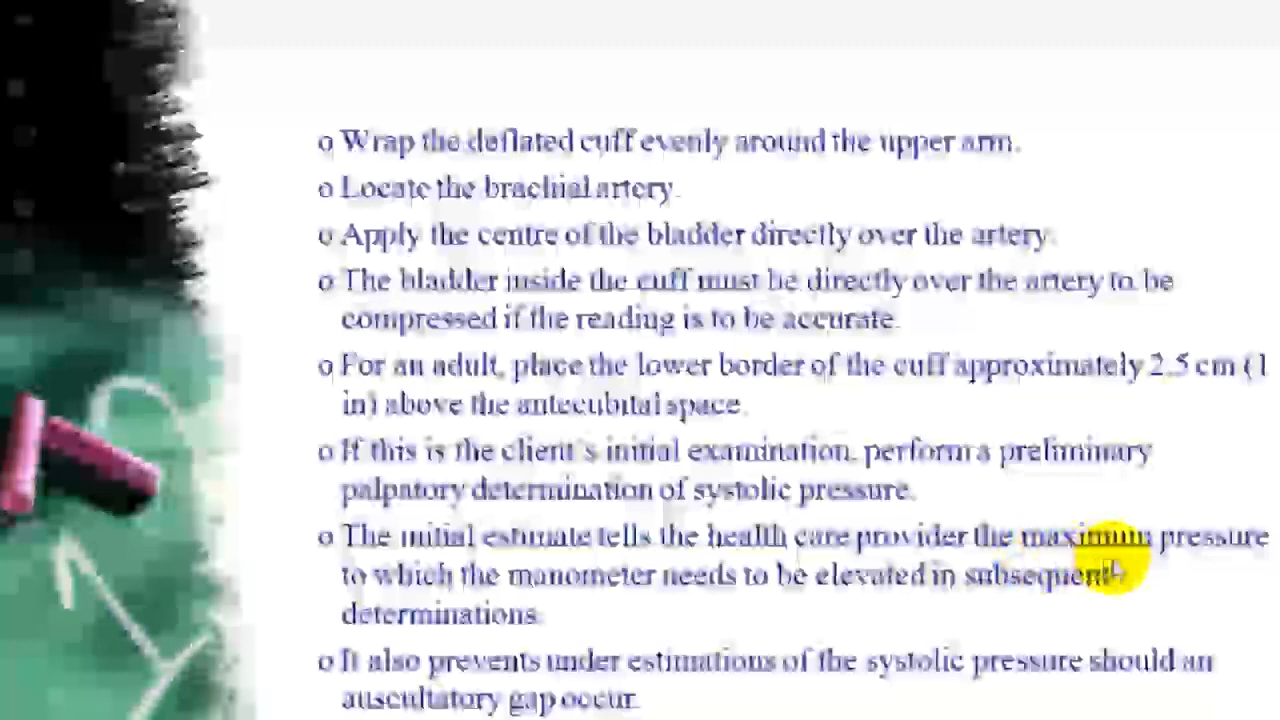 o Wrap the deflated cuff evenly around the upper arm.
o Locate the brachial artery.
o Apply the centre of the bladder directly over the artery.
o The bladder inside the cuff must be directly over the artery to be
compressed if the reading is to be accurate.
o For an adult, place the lower border of the cuff approximately 2.5 cm (1
in) above the antecubital space.
o If this is the client's initial examination, perform a preliminary
palpatory determination of systolic pressure.
o The initial estimate tells the health care provider the maximum pressure
to which the manometer needs to be elevated in subsequent
determinations.
o It also prevents under estimations of the systolic pressure should an
auscultatory gap occur.